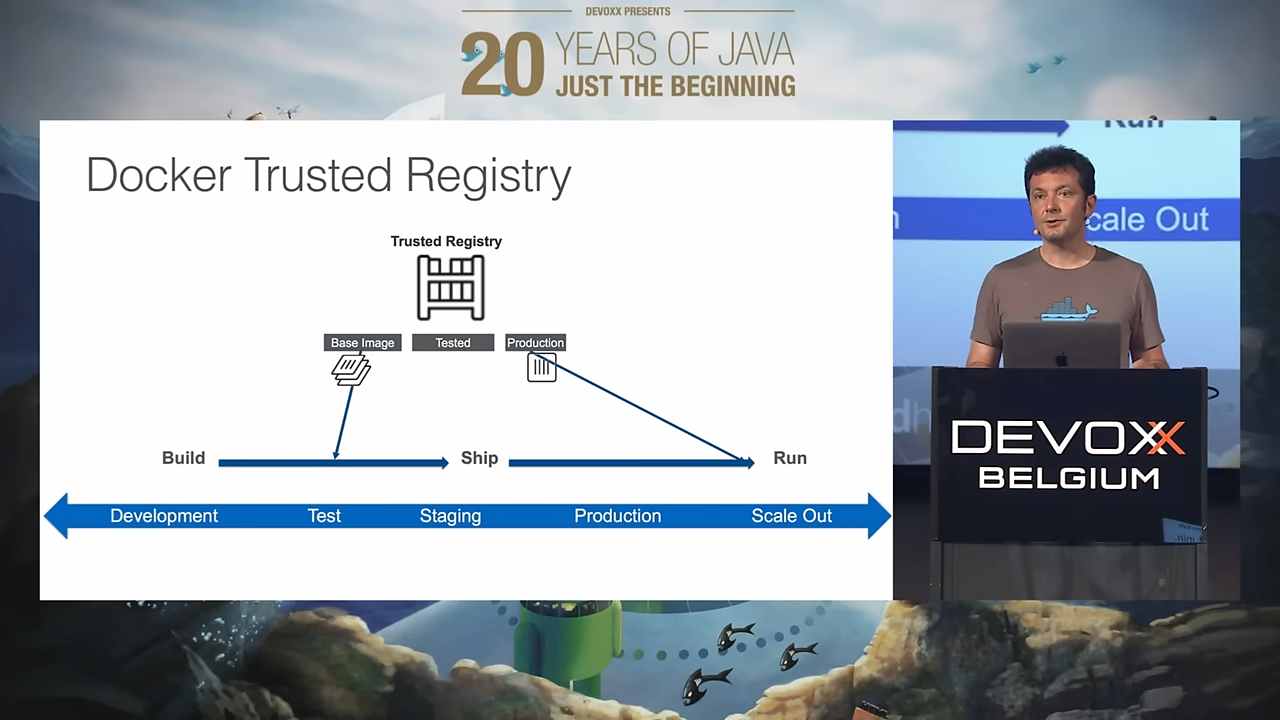 DEVOXX PRESENTS
20 YEARS OF JAVA
JUST THE BEGINNING
Docker Trusted Registry
Trusted Registry
Base Image
Tested
Production
Build
Ship
Run
Development
Test
Staging
Production
Scale Out
Run
cale Out
DEVOXX
BELGIUM